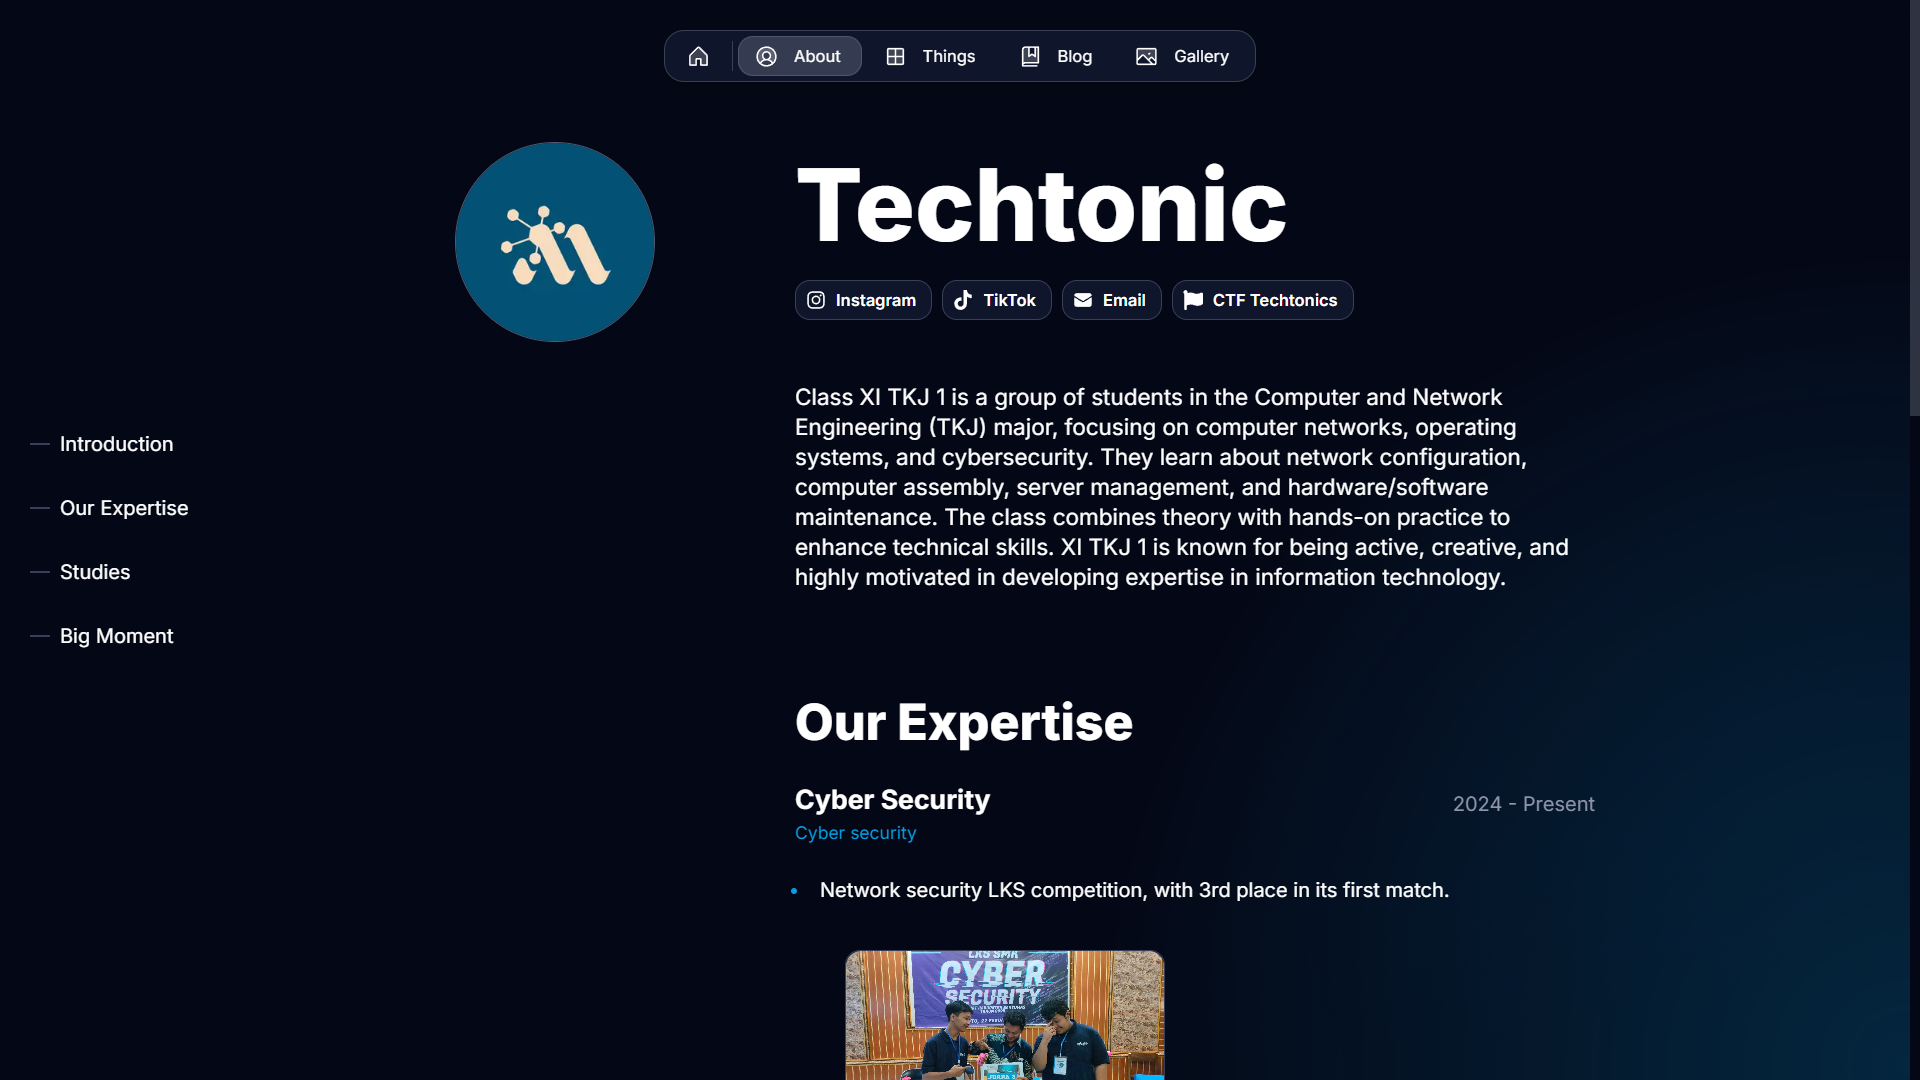 About
Things
Blog
Gallery
Techtonic
Instagram
TikTok
Email
CTF Techtonics
Class XI TKJ 1 is a group of students in the Computer and Network
Engineering (TKJ) major, focusing on computer networks, operating
systems, and cybersecurity. They learn about network configuration,
computer assembly, server management, and hardware/software
maintenance. The class combines theory with hands-on practice to
enhance technical skills. XI TKJ 1 is known for being active, creative, and
highly motivated in developing expertise in information technology.
Introduction
Our Expertise
Studies
Big Moment
Our Expertise
Cyber Security
2024 - Present
Cyber security
Network security LKS competition, with 3rd place in its first match.
LKS SMK
CYBER
SECURITY